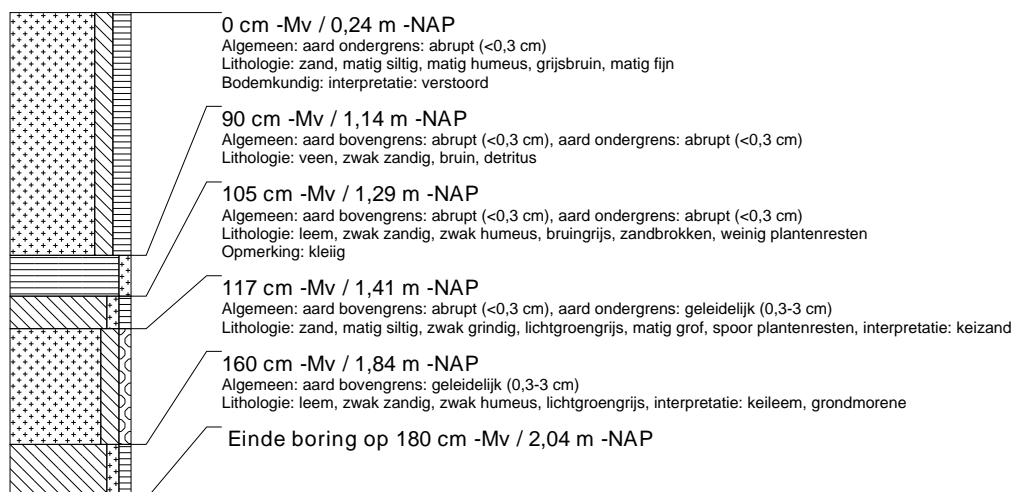 0 cm -Mv / 0,24 m -NAP
Algemeen: aard ondergrens: abrupt (<0,3 cm)
Lithologie: zand, matig siltig, matig humeus, grijsbruin, matig fijn
Bodemkundig: interpretatie: verstoord
90 cm -Mv / 1,14 m -NAP
Algemeen: aard bovengrens: abrupt (<0,3 cm), aard ondergrens: abrupt (<0,3 cm)
Lithologie: veen, zwak zandig, bruin, detritus
105 cm -Mv / 1,29 m -NAP
Algemeen: aard bovengrens: abrupt (<0,3 cm), aard ondergrens: abrupt (<0,3 cm)
Lithologie: leem, zwak zandig, zwak humeus, bruingrijs, zandbrokken, weinig plantenresten
Opmerking: kleiig
117 cm -Mv / 1,41 m -NAP
Algemeen: aard bovengrens: abrupt (<0,3 cm), aard ondergrens: geleidelijk (0,3-3 cm)
Lithologie: zand, matig siltig, zwak grindig, lichtgroengrijs, matig grof, spoor plantenresten, interpretatie: keizand
160 cm -Mv / 1,84 m -NAP
Algemeen: aard bovengrens: geleidelijk (0,3-3 cm)
Lithologie: leem, zwak zandig, zwak humeus, lichtgroengrijs, interpretatie: keileem, grondmorene
Einde boring op 180 cm -Mv / 2,04 m -NAP